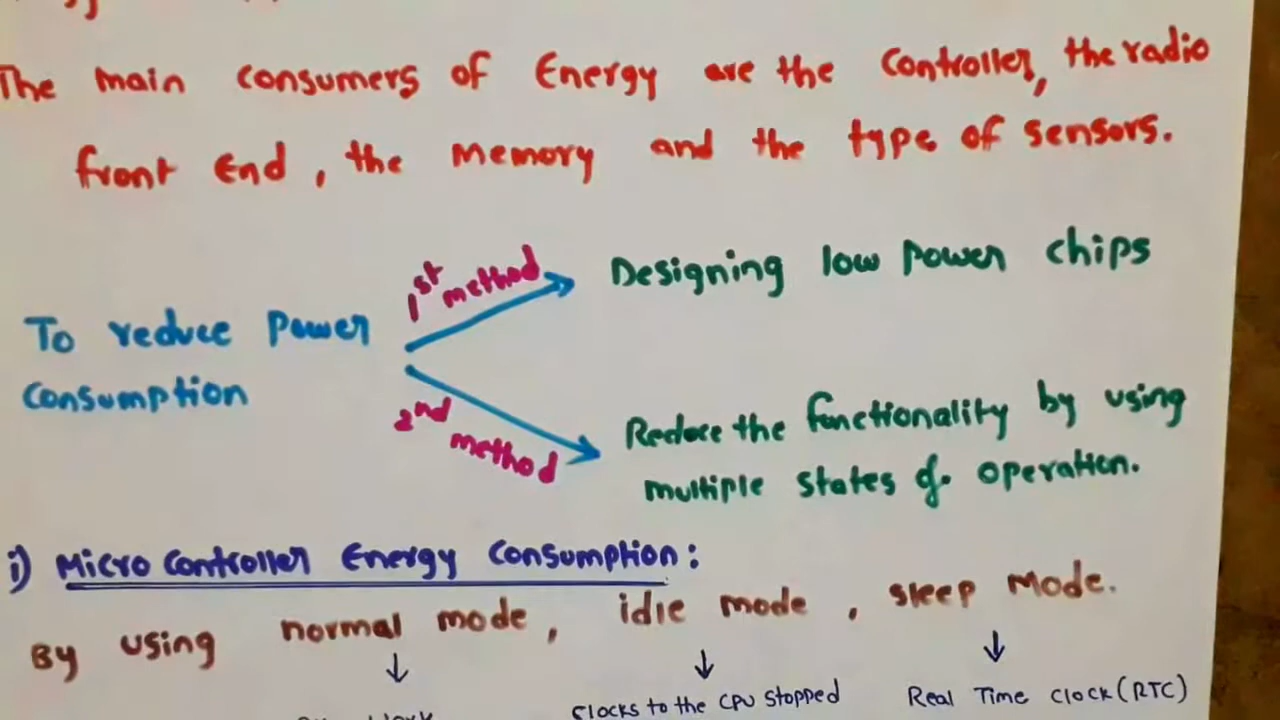 The main consumers of Energy are the Controller, the radio
front End, the Memory and the type of sensors.
1st method
Designing low power chips
To reduce Power
Consumption
2nd method
Reduce the functionality by using
multiple states of operation.
i) Micro Controller Energy Consumption:
By using normal mode, idle mode, sleep Mode.
Clocks to the CPU stopped
Real Time Clock (RTC)